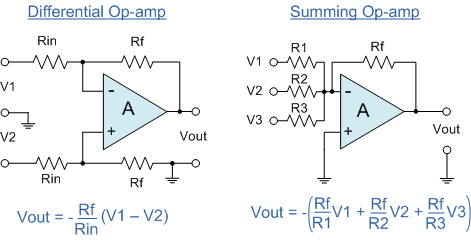 Differential Op-amp
Rin
Rf
V1
-
A
+
V2
Vout
Rin
Rf
Vout = - Rf/Rin (V1 – V2)
Summing Op-amp
R1
Rf
V1
R2
V2
-
A
R3
V3
+
Vout
Vout = -(Rf/R1 V1 + Rf/R2 V2 + Rf/R3 V3)